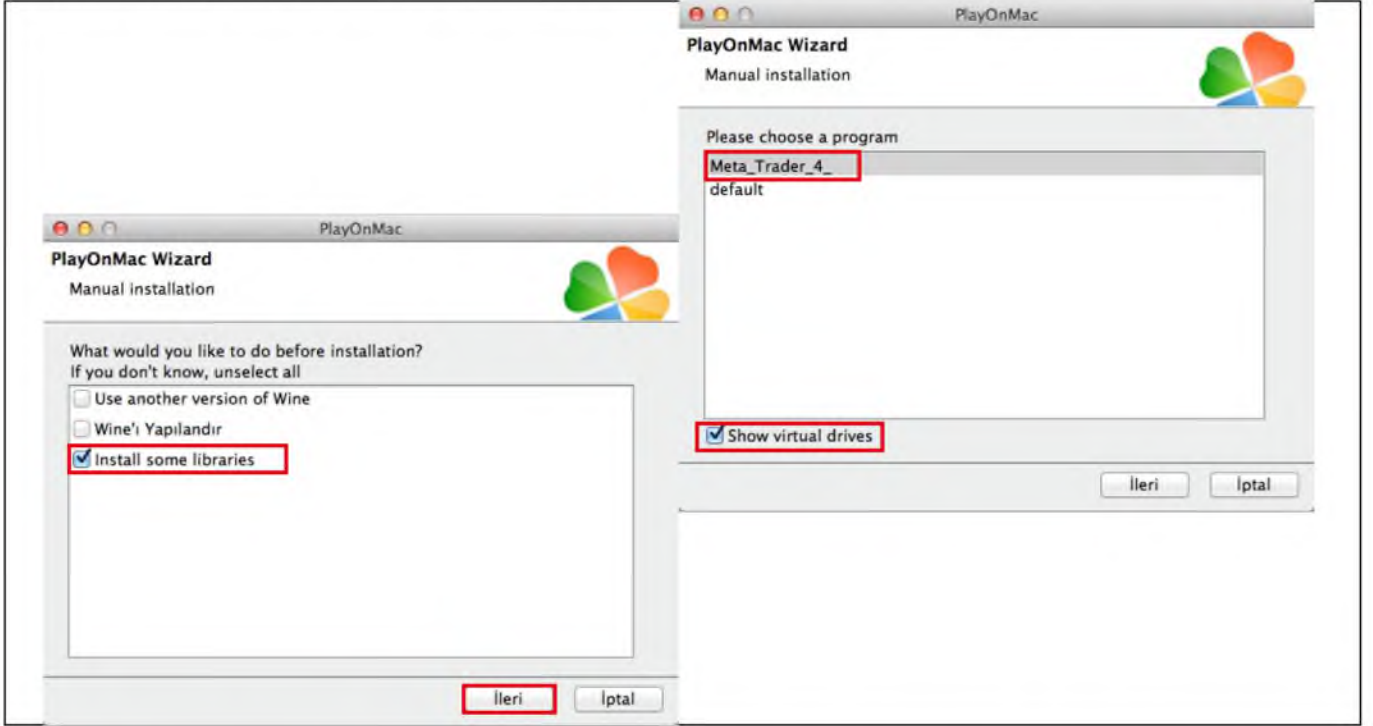 PlayOnMac
PlayOnMac Wizard
Manual installation
Please choose a program
Meta_Trader_4_
default
Show virtual drives
İleri
İptal
PlayOnMac
PlayOnMac Wizard
Manual installation
What would you like to do before installation?
If you don't know, unselect all
Use another version of Wine
Wine'ı Yapılandır
Install some libraries
İleri
İptal